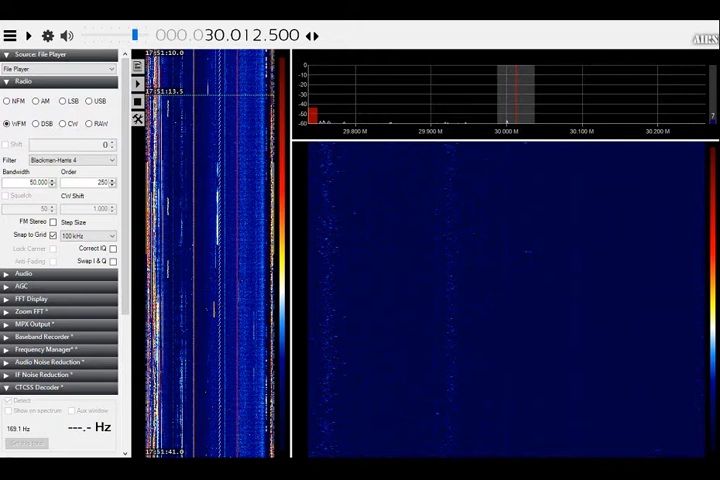 000.030.012.500
AIRS
Source: File Player
File Player
Radio
NFM AM LSB USB
WFM DSB CW RAW
Shift 0
Filter Blackman-Harris 4
Bandwidth Order
50.000 250
Squelch CW Shift
50 1.000
FM Stereo Step Size
Snap to Grid 100 kHz
Lock Carrier Correct IQ
Anti-Fading Swap I & Q
Audio
AGC
FFT Display
Zoom FFT *
MPX Output *
Baseband Recorder *
Frequency Manager *
Audio Noise Reduction *
IF Noise Reduction *
CTCSS Decoder *
Detect
Show on spectrum Aux window
169.1 Hz ---.- Hz
17:51:10.0
17:51:13.5
17:51:41.0
0
-10
-20
-30
-40
-50
-60
29.800 M 29.900 M 30.000 M 30.100 M 30.200 M
7